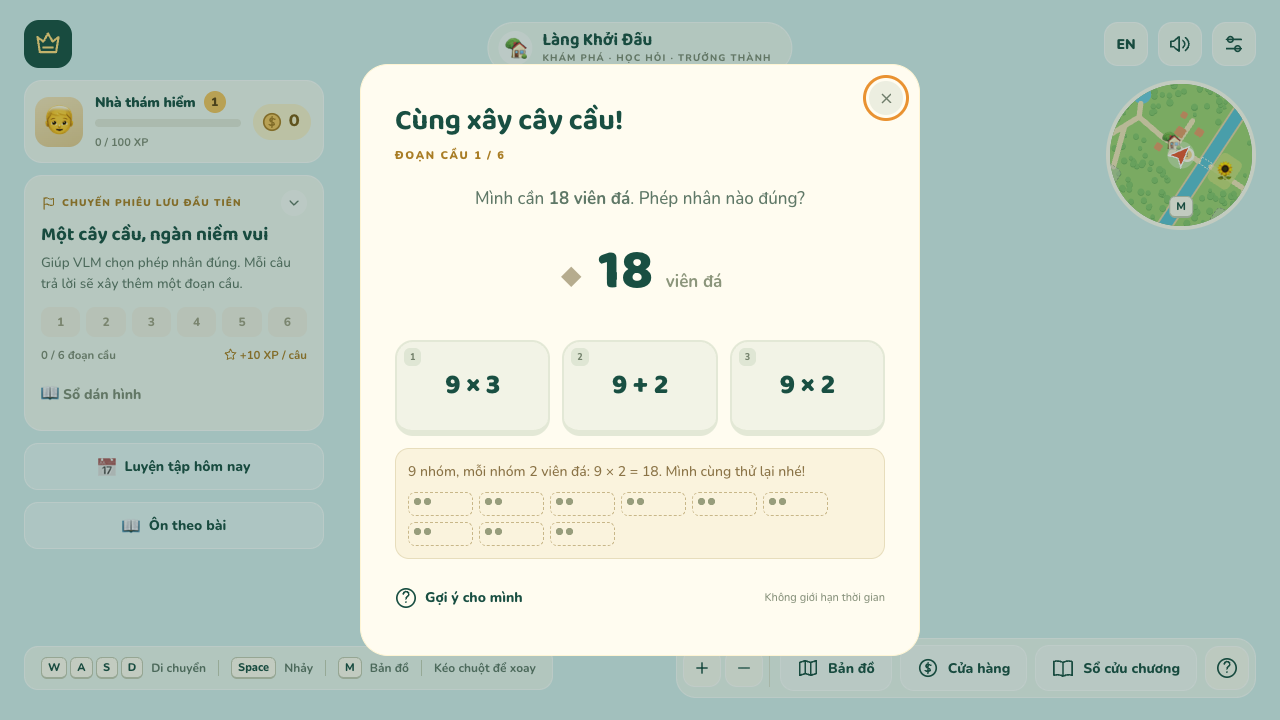 Làng Khởi Đầu
KHÁM PHÁ · HỌC HỎI · TRƯỞNG THÀNH
EN
Nhà thám hiểm 1
0
0 / 100 XP
CHUYẾN PHIÊU LƯU ĐẦU TIÊN
Một cây cầu, ngàn niềm vui
Giúp VLM chọn phép nhân đúng. Mỗi câu
trả lời sẽ xây thêm một đoạn cầu.
1 2 3 4 5 6
0 / 6 đoạn cầu
+10 XP / câu
Sổ dán hình
Luyện tập hôm nay
Ôn theo bài
Cùng xây cây cầu!
ĐOẠN CẦU 1 / 6
Mình cần 18 viên đá. Phép nhân nào đúng?
18 viên đá
1
9 × 3
2
9 + 2
3
9 × 2
9 nhóm, mỗi nhóm 2 viên đá: 9 × 2 = 18. Mình cùng thử lại nhé!
Gợi ý cho mình
Không giới hạn thời gian
M
W A S D Di chuyển
Space Nhảy
M Bản đồ
Kéo chuột để xoay
+ −
Bản đồ
Cửa hàng
Sổ cửu chương